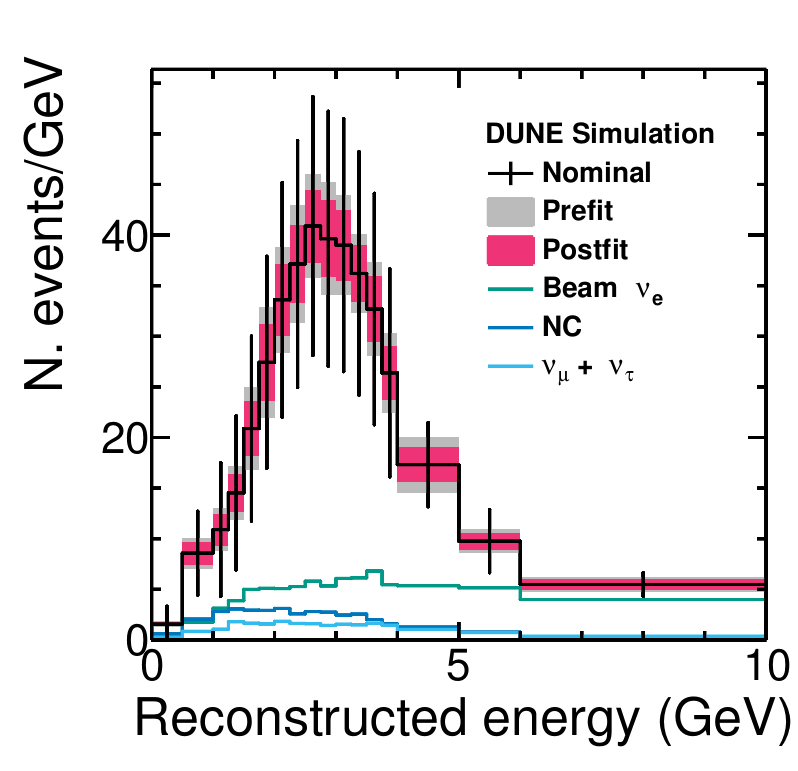 N. events/GeV
40
20
0
DUNE Simulation
Nominal
Prefit
Postfit
Beam νe
NC
νμ + ντ
0 5 10
Reconstructed energy (GeV)